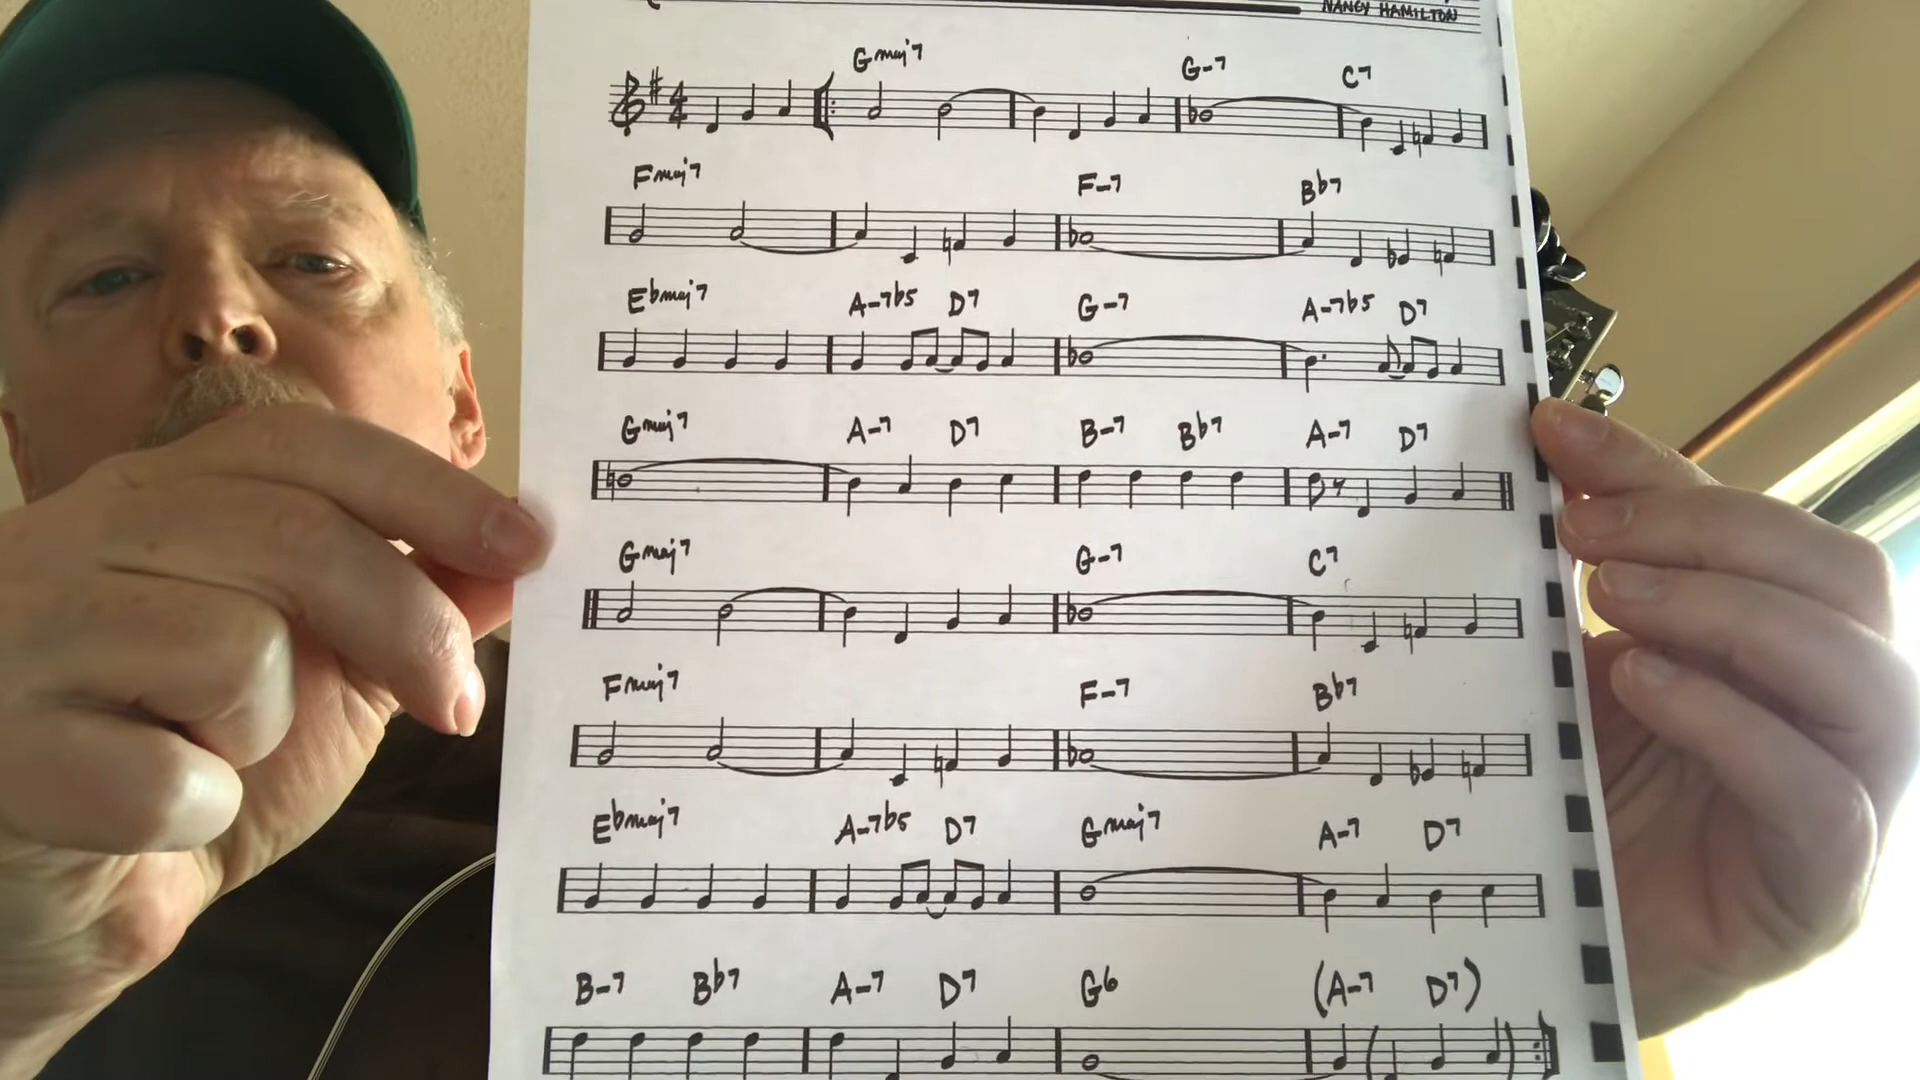 NANCY HAMILTON
Gmaj7 G-7 C7
4
4
Fmaj7 F-7 Bb7
Ebmaj7 A-7b5 D7 G-7 A-7b5 D7
Gmaj7 A-7 D7 B-7 Bb7 A-7 D7
Gmaj7 G-7 C7
Fmaj7 F-7 Bb7
Ebmaj7 A-7b5 D7 Gmaj7 A-7 D7
B-7 Bb7 A-7 D7 G6 (A-7 D7)